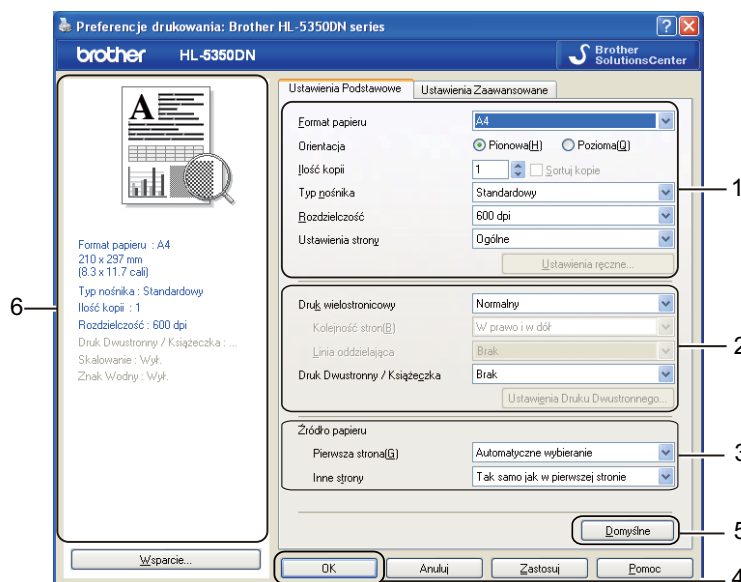 Preferencje drukowania: Brother HL-5350DN series
brother HL-5350DN
Brother
SolutionsCenter
Ustawienia Podstawowe
Ustawienia Zaawansowane
A
Format papieru : A4
210 x 297 mm
(8.3 x 11.7 cali)
Typ nośnika : Standardowy
Ilość kopii : 1
Rozdzielczość : 600 dpi
Druk Dwustronny / Książeczka : ...
Skalowanie : Wył.
Znak Wodny : Wył.
6
Wsparcie...
Format papieru A4
Orientacja Pionowa(H) Pozioma(Q)
Ilość kopii 1 Sortuj kopie
Typ nośnika Standardowy
1
Rozdzielczość 600 dpi
Ustawienia strony Ogólne
Ustawienia ręczne...
Druk wielostronicowy Normalny
Kolejność stron(B) W prawo i w dół
Linia oddzielająca Brak
2
Druk Dwustronny / Książeczka Brak
Ustawienia Druku Dwustronnego...
Źródło papieru
Pierwsza strona(G) Automatyczne wybieranie
3
Inne strony Tak samo jak w pierwszej stronie
Domyślne
5
OK Anuluj Zastosuj Pomoc
4